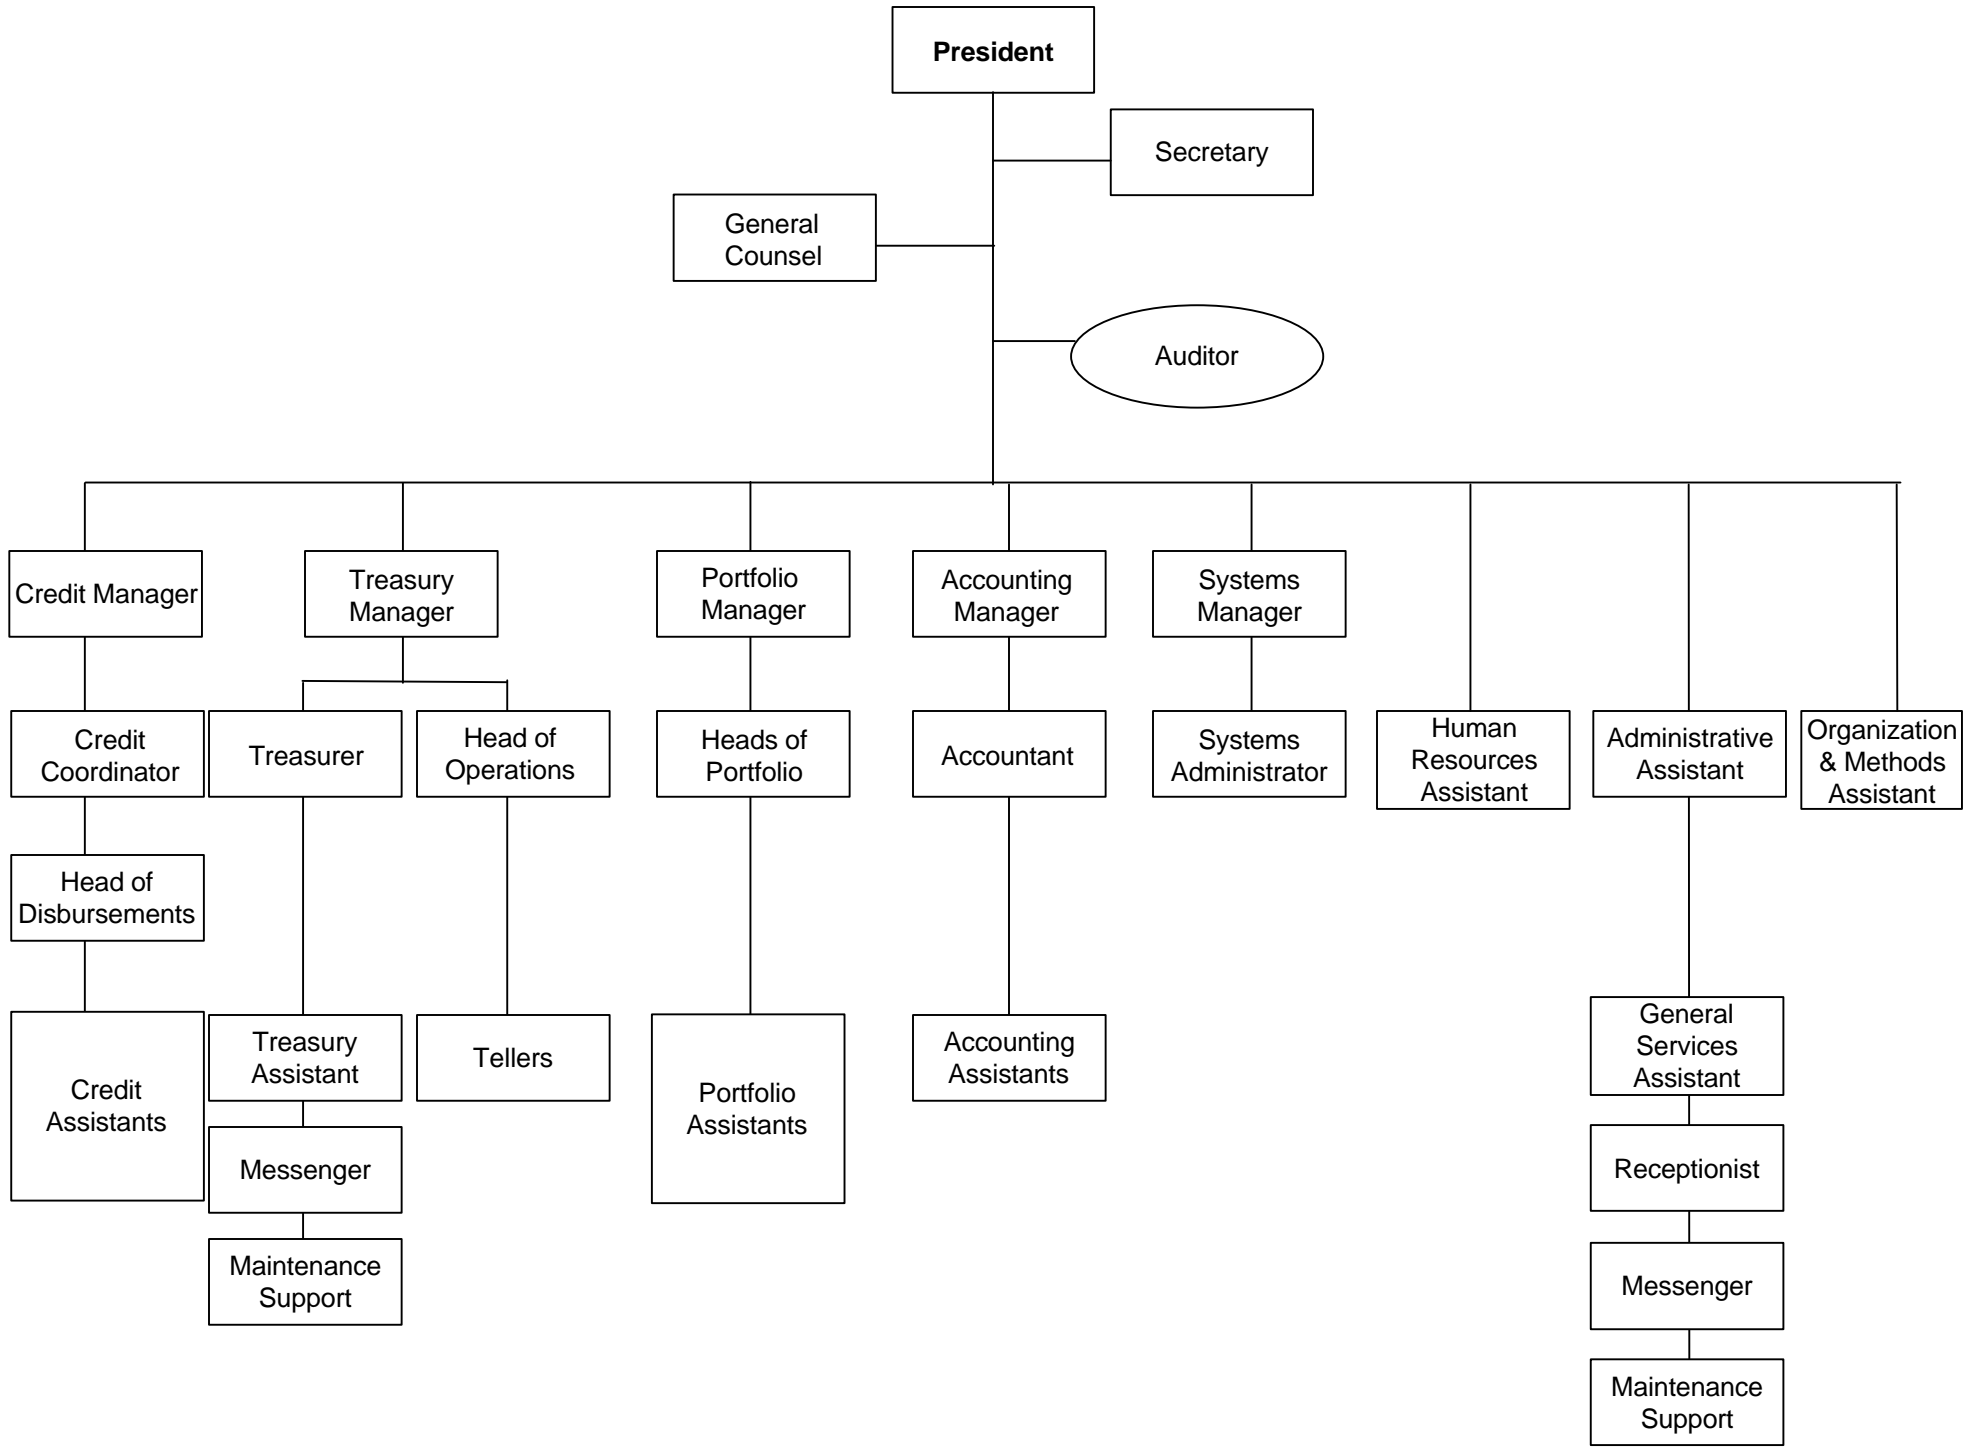 President
Secretary
General
Counsel
Auditor
Credit Manager
Treasury
Manager
Portfolio
Manager
Accounting
Manager
Systems
Manager
Credit
Coordinator
Treasurer
Head of
Operations
Heads of
Portfolio
Accountant
Systems
Administrator
Human
Resources
Assistant
Administrative
Assistant
Organization
& Methods
Assistant
Head of
Disbursements
Credit
Assistants
Treasury
Assistant
Tellers
Portfolio
Assistants
Accounting
Assistants
General
Services
Assistant
Messenger
Receptionist
Maintenance
Support
Messenger
Maintenance
Support